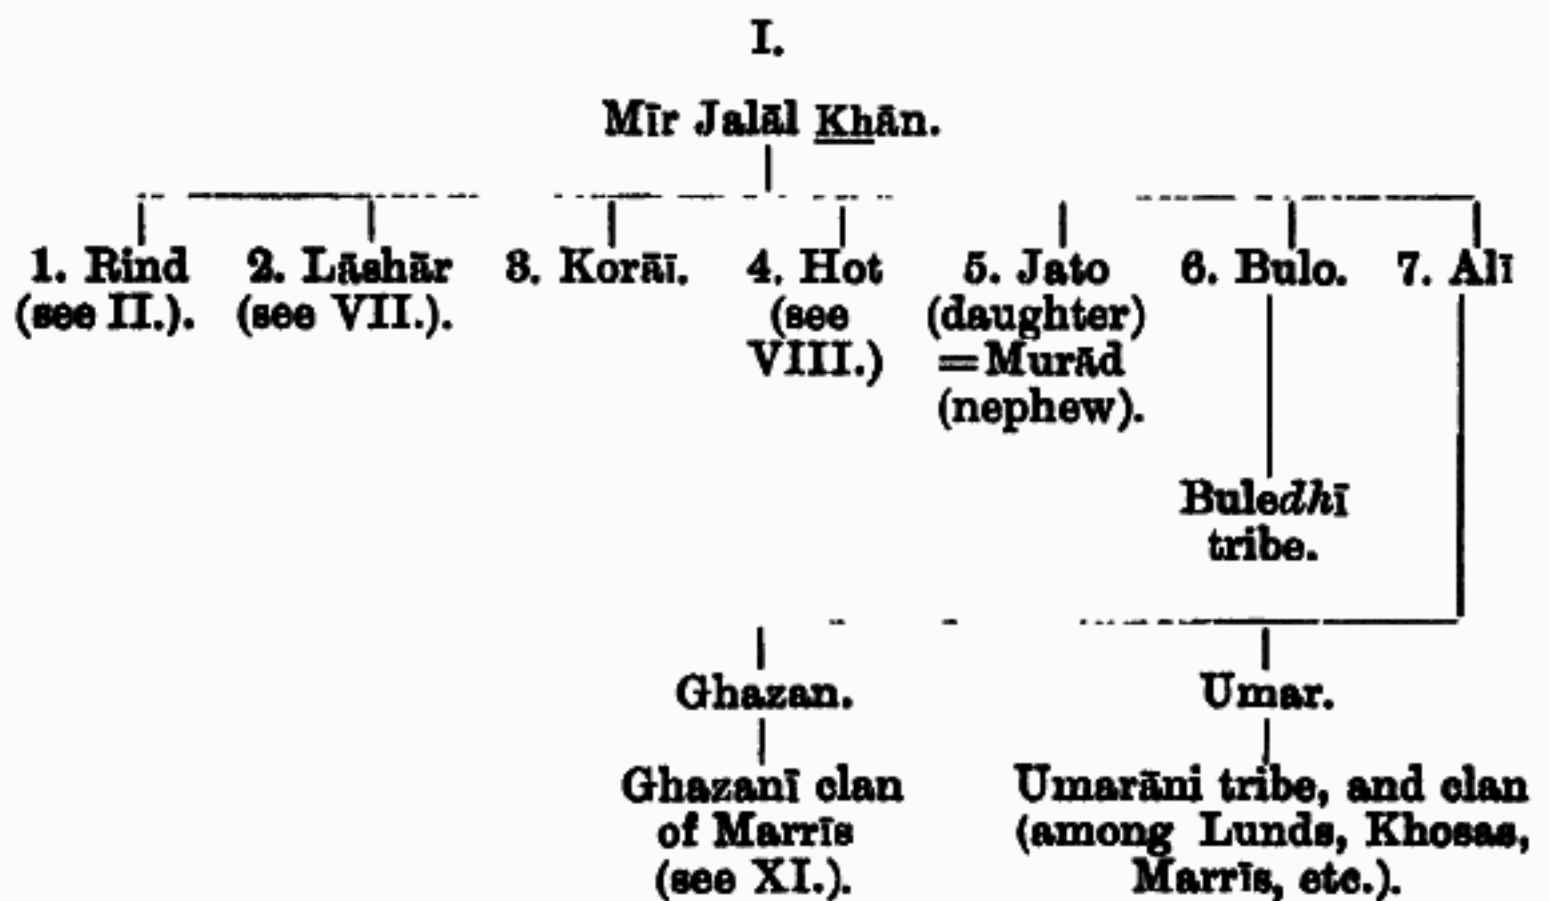 I.
Mīr Jalāl Khān.
1. Rind 2. Lāshār 3. Korāī. 4. Hot 5. Jato 6. Bulo. 7. Alī
(see II.). (see VII.). (see (daughter)
VIII.) =Murād
(nephew).
Buledhī
tribe.
Ghazan. Umar.
Ghazanī clan Umarāni tribe, and clan
of Marrīs (among Lunds, Khosas,
(see XI.). Marrīs, etc.).